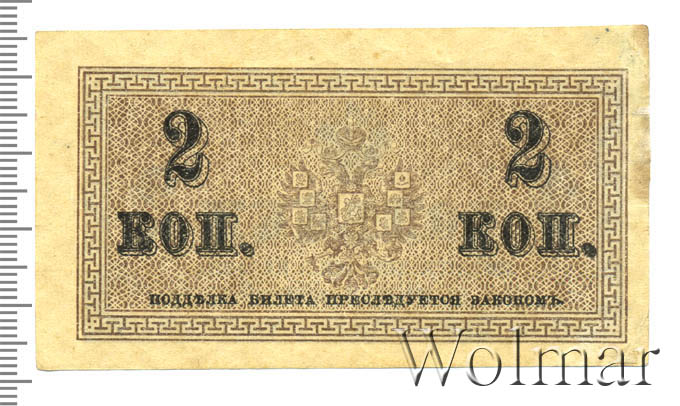 2 2
КОП. КОП.
ПОДДѢЛКА БИЛЕТА ПРЕСЛѢДУЕТСЯ ЗАКОНОМЪ.
Wolmar